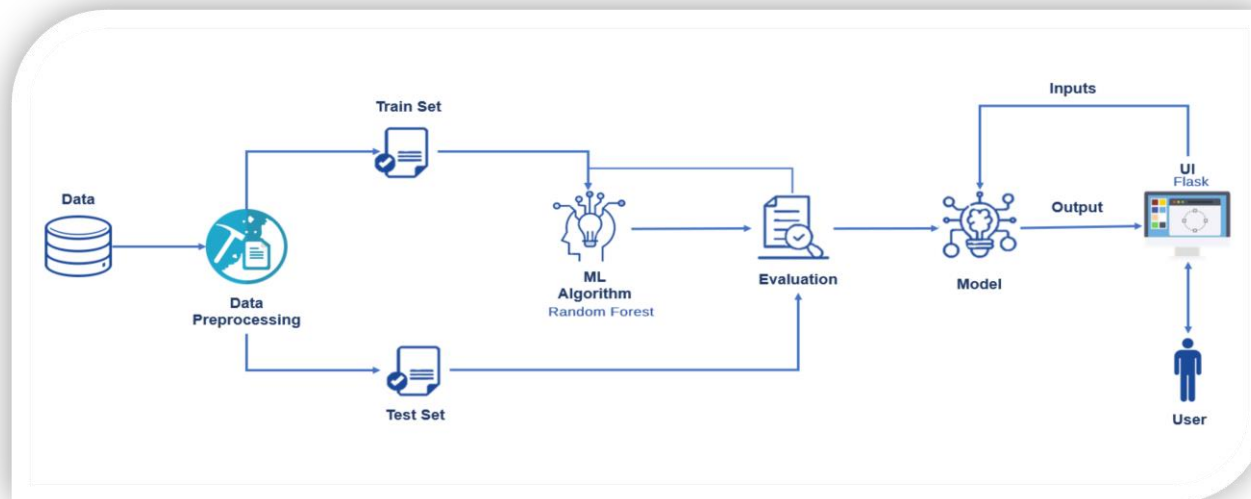 Train Set
Inputs
UI
Flask
Data
Output
ML
Algorithm
Random Forest
Evaluation
Model
Data
Preprocessing
Test Set
User